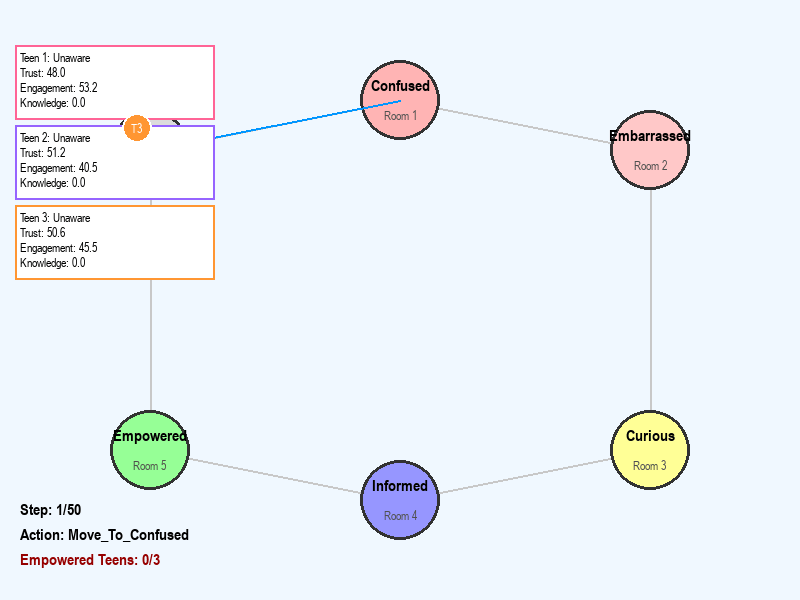 Teen 1: Unaware
Trust: 48.0
Engagement: 53.2
Knowledge: 0.0
T3
Teen 2: Unaware
Trust: 51.2
Engagement: 40.5
Knowledge: 0.0
Teen 3: Unaware
Trust: 50.6
Engagement: 45.5
Knowledge: 0.0
Confused
Room 1
Embarrassed
Room 2
Curious
Room 3
Informed
Room 4
Empowered
Room 5
Step: 1/50
Action: Move_To_Confused
Empowered Teens: 0/3